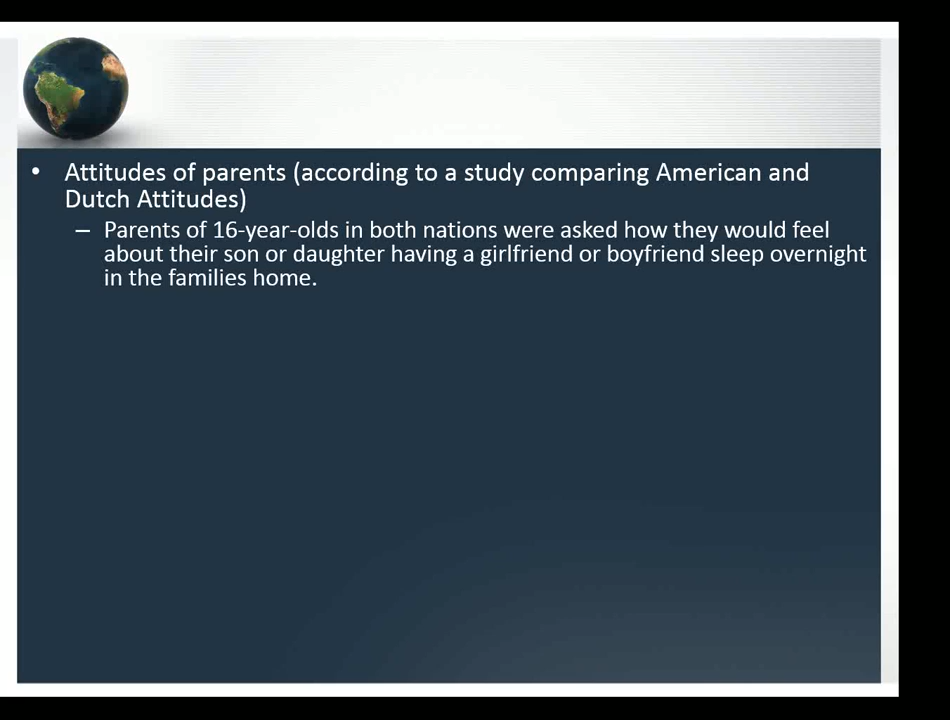 • Attitudes of parents (according to a study comparing American and
Dutch Attitudes)
– Parents of 16-year-olds in both nations were asked how they would feel
about their son or daughter having a girlfriend or boyfriend sleep overnight
in the families home.